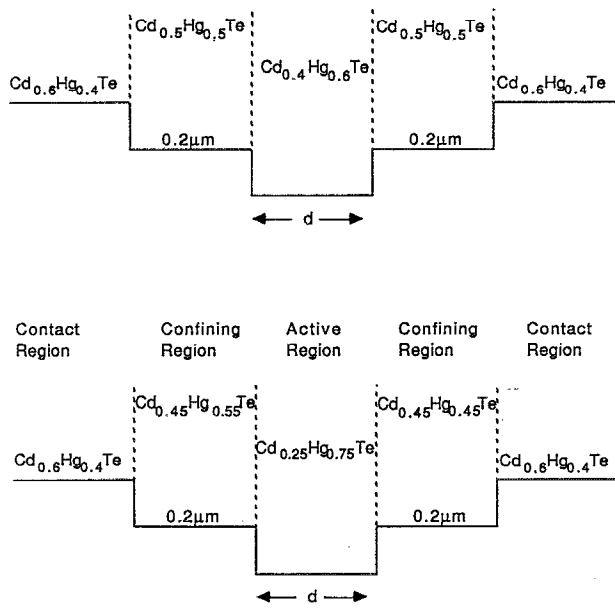 Cd0.5Hg0.5Te Cd0.5Hg0.5Te
Cd0.6Hg0.4Te Cd0.4Hg0.6Te Cd0.6Hg0.4Te
0.2μm 0.2μm
d
Contact Region
Confining Region
Active Region
Confining Region
Contact Region
Cd0.45Hg0.55Te Cd0.45Hg0.45Te
Cd0.6Hg0.4Te Cd0.25Hg0.75Te Cd0.6Hg0.4Te
0.2μm 0.2μm
d